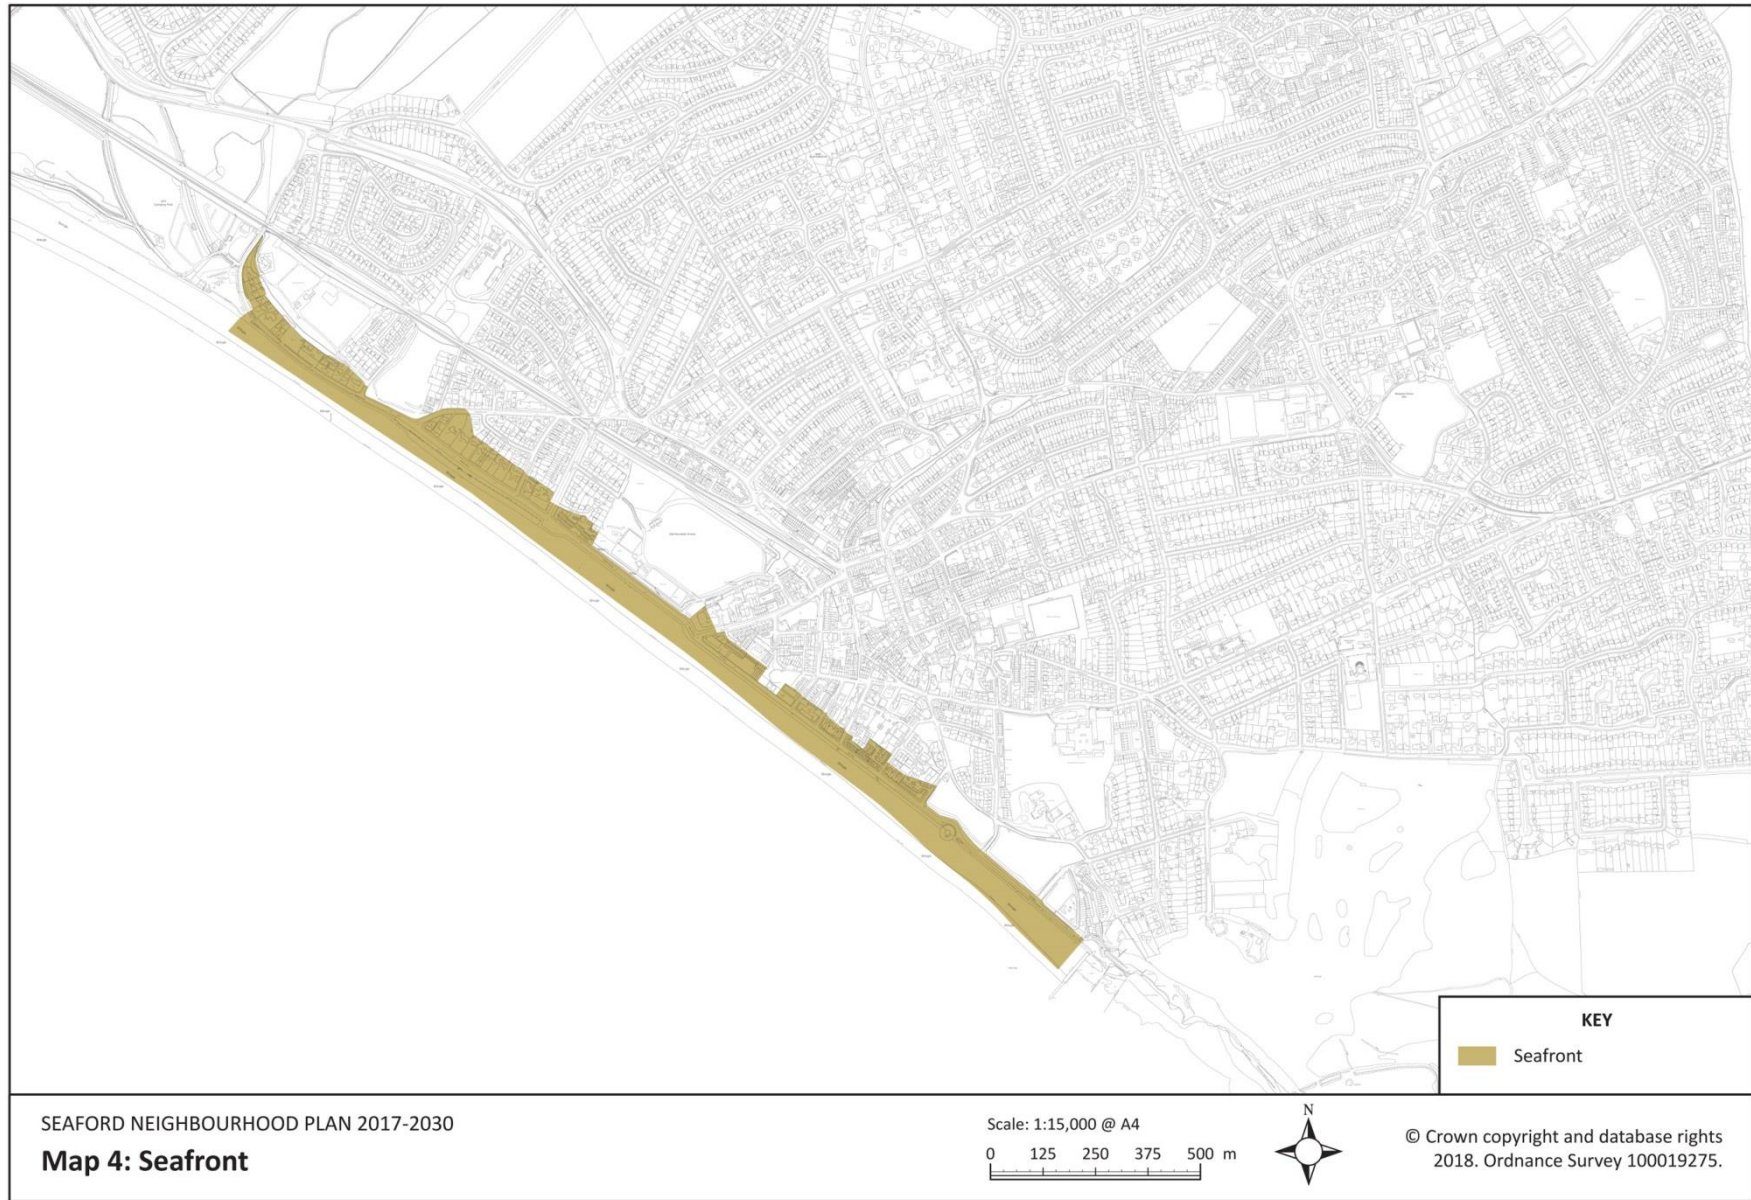 KEY
Seafront
SEAFORD NEIGHBOURHOOD PLAN 2017-2030
Map 4: Seafront
Scale: 1:15,000 @ A4
0 125 250 375 500 m
N
© Crown copyright and database rights
2018. Ordnance Survey 100019275.